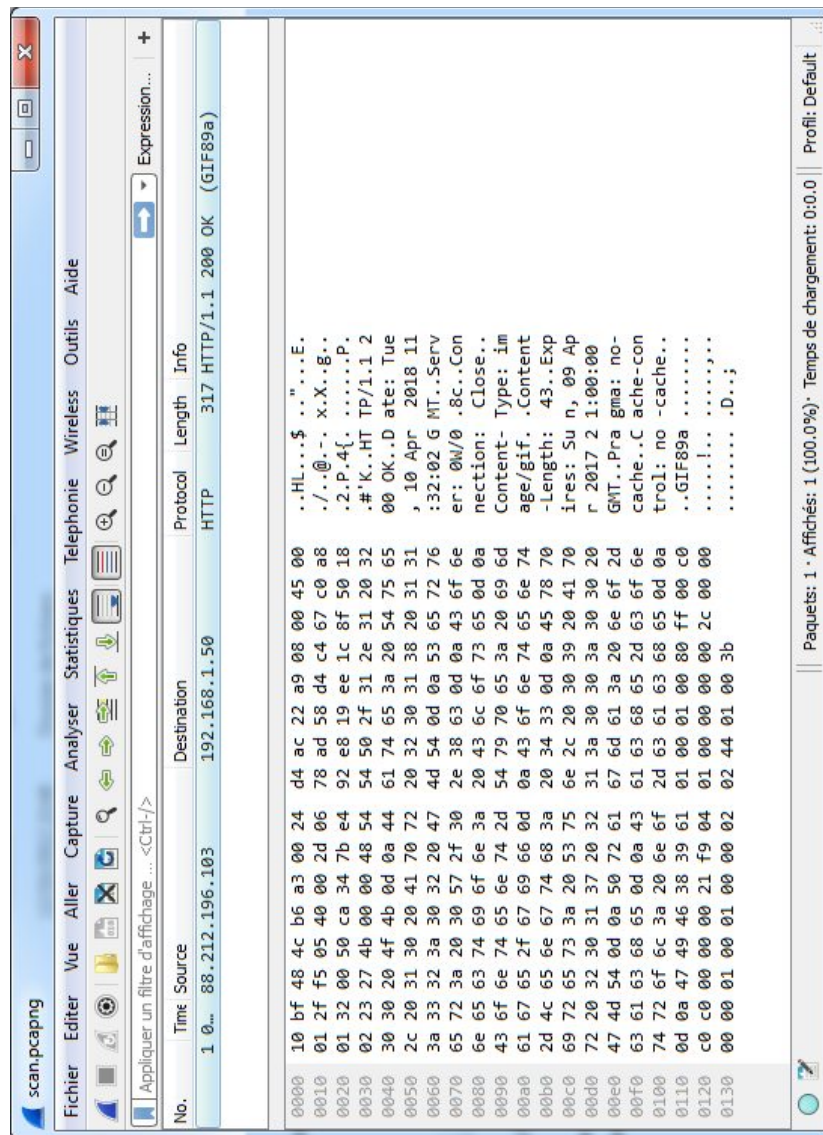 scan.pcapng
Fichier Editer Vue Aller Capture Analyser Statistiques Telephonie Wireless Outils Aide
Appliquer un filtre d'affichage ... <Ctrl-/> Expression... +
No. Time Source Destination Protocol Length Info
1 0… 88.212.196.103 192.168.1.50 HTTP 317 HTTP/1.1 200 OK (GIF89a)
0000 10 bf 48 4c b6 a3 00 24 d4 ac 22 a9 08 00 45 00 ..HL...$ .."...E.
0010 01 2f f5 05 40 00 2d 06 78 ad 58 d4 c4 67 c0 a8 ./..@.-. x.X..g..
0020 01 32 00 50 ca 34 7b e4 92 e8 19 ee 1c 8f 50 18 .2.P.4{. ......P.
0030 02 23 27 4b 00 00 48 54 54 50 2f 31 2e 31 20 32 .#'K..HT TP/1.1 2
0040 30 30 20 4f 4b 0d 0a 44 61 74 65 3a 20 54 75 65 00 OK..D ate: Tue
0050 2c 20 31 30 20 41 70 72 20 32 30 31 38 20 31 31 , 10 Apr  2018 11
0060 3a 33 32 3a 30 32 20 47 4d 54 0d 0a 53 65 72 76 :32:02 G MT..Serv
0070 65 72 3a 20 30 57 2f 30 2e 38 63 0d 0a 43 6f 6e er: 0W/0 .8c..Con
0080 6e 65 63 74 69 6f 6e 3a 20 43 6c 6f 73 65 0d 0a nection:  Close..
0090 43 6f 6e 74 65 6e 74 2d 54 79 70 65 3a 20 69 6d Content- Type: im
00a0 61 67 65 2f 67 69 66 0d 0a 43 6f 6e 74 65 6e 74 age/gif. .Content
00b0 2d 4c 65 6e 67 74 68 3a 20 34 33 0d 0a 45 78 70 -Length:  43..Exp
00c0 69 72 65 73 3a 20 53 75 6e 2c 20 30 39 20 41 70 ires: Su n, 09 Ap
00d0 72 20 32 30 31 37 20 32 31 3a 30 30 3a 30 30 20 r 2017 2 1:00:00
00e0 47 4d 54 0d 0a 50 72 61 67 6d 61 3a 20 6e 6f 2d GMT..Pra gma: no-
00f0 63 61 63 68 65 0d 0a 43 61 63 68 65 2d 63 6f 6e cache..C ache-con
0100 74 72 6f 6c 3a 20 6e 6f 2d 63 61 63 68 65 0d 0a trol: no -cache..
0110 0d 0a 47 49 46 38 39 61 01 00 01 00 80 ff 00 c0 ..GIF89a ........
0120 c0 c0 00 00 00 21 f9 04 01 00 00 00 00 2c 00 00 .....!.. .....,..
0130 00 00 01 00 01 00 00 02 02 44 01 00 3b ........ .D..;
Paquets: 1 · Affichés: 1 (100.0%) · Temps de chargement: 0:0.0 Profil: Default